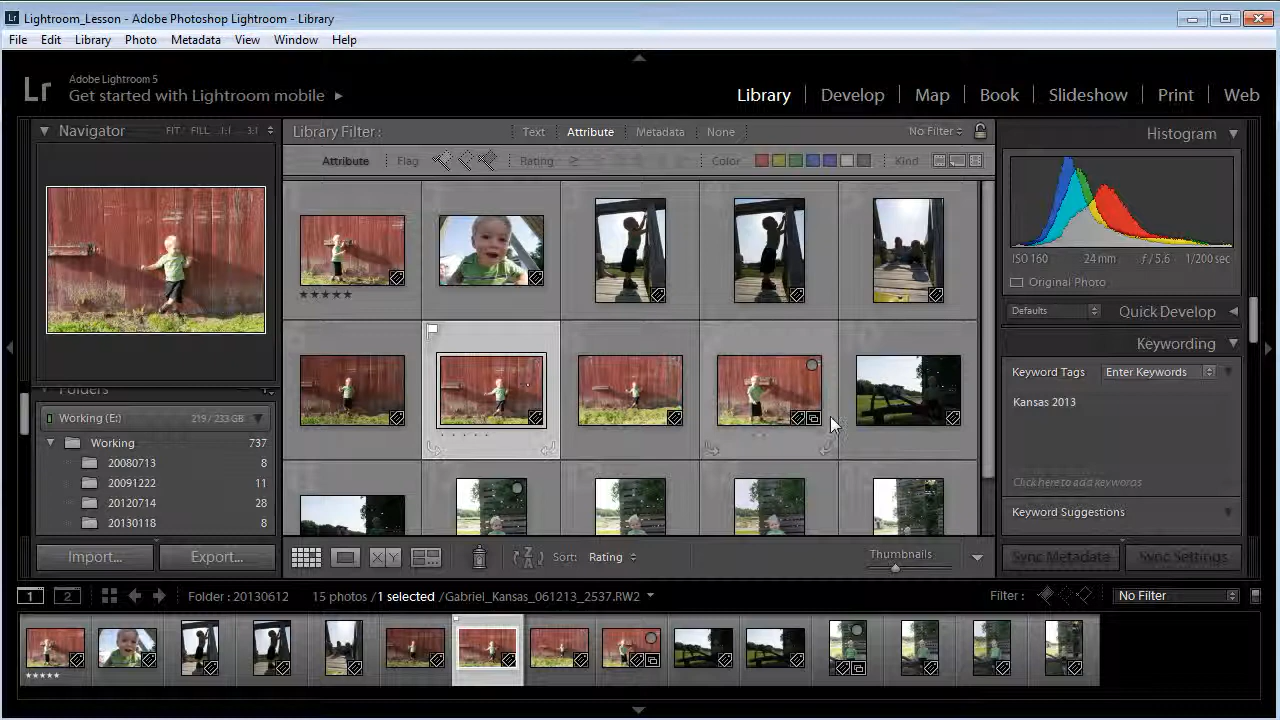 Lightroom_Lesson - Adobe Photoshop Lightroom - Library
File Edit Library Photo Metadata View Window Help
Lr
Adobe Lightroom 5
Get started with Lightroom mobile
Library Develop Map Book Slideshow Print Web
Navigator FIT FILL 1:1 3:1
Library Filter : Text Attribute Metadata None No Filter
Histogram
Attribute Flag Rating ≥ Color Kind
ISO 160 24 mm ƒ / 5.6 1/200 sec
Original Photo
Defaults Quick Develop
Keywording
Keyword Tags Enter Keywords
Kansas 2013
Click here to add keywords
Keyword Suggestions
Folders
Working (E:) 219 / 233 GB
Working 737
20080713 8
20091222 11
20120714 28
20130118 8
Import... Export...
XY
Sort: Rating
Thumbnails
Sync Metadata Sync Settings
1 2 Folder : 20130612 15 photos / 1 selected / Gabriel_Kansas_061213_2537.RW2 Filter : No Filter